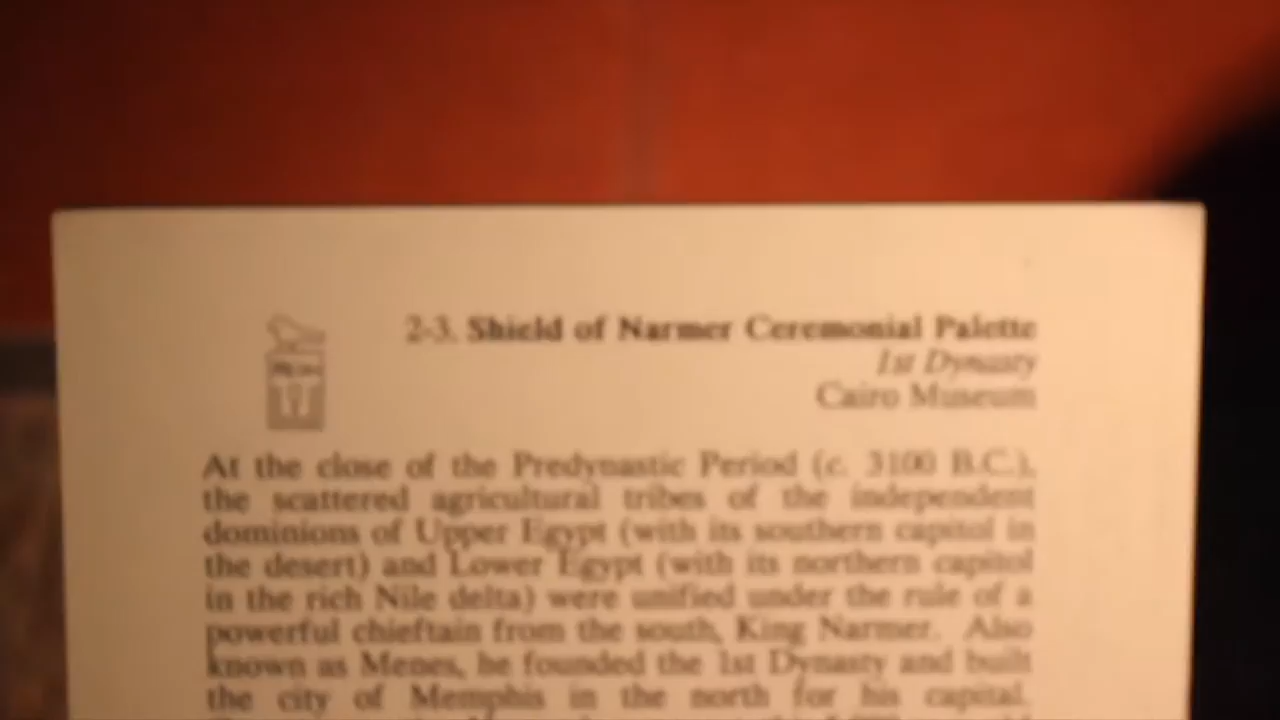 2-3. Shield of Narmer Ceremonial Palette
1st Dynasty
Cairo Museum
At the close of the Predynastic Period (c. 3100 B.C.),
the scattered agricultural tribes of the independent
dominions of Upper Egypt (with its southern capitol in
the desert) and Lower Egypt (with its northern capitol
in the rich Nile delta) were unified under the rule of a
powerful chieftain from the south, King Narmer. Also
known as Menes, he founded the 1st Dynasty and built
the city of Memphis in the north for his capital.